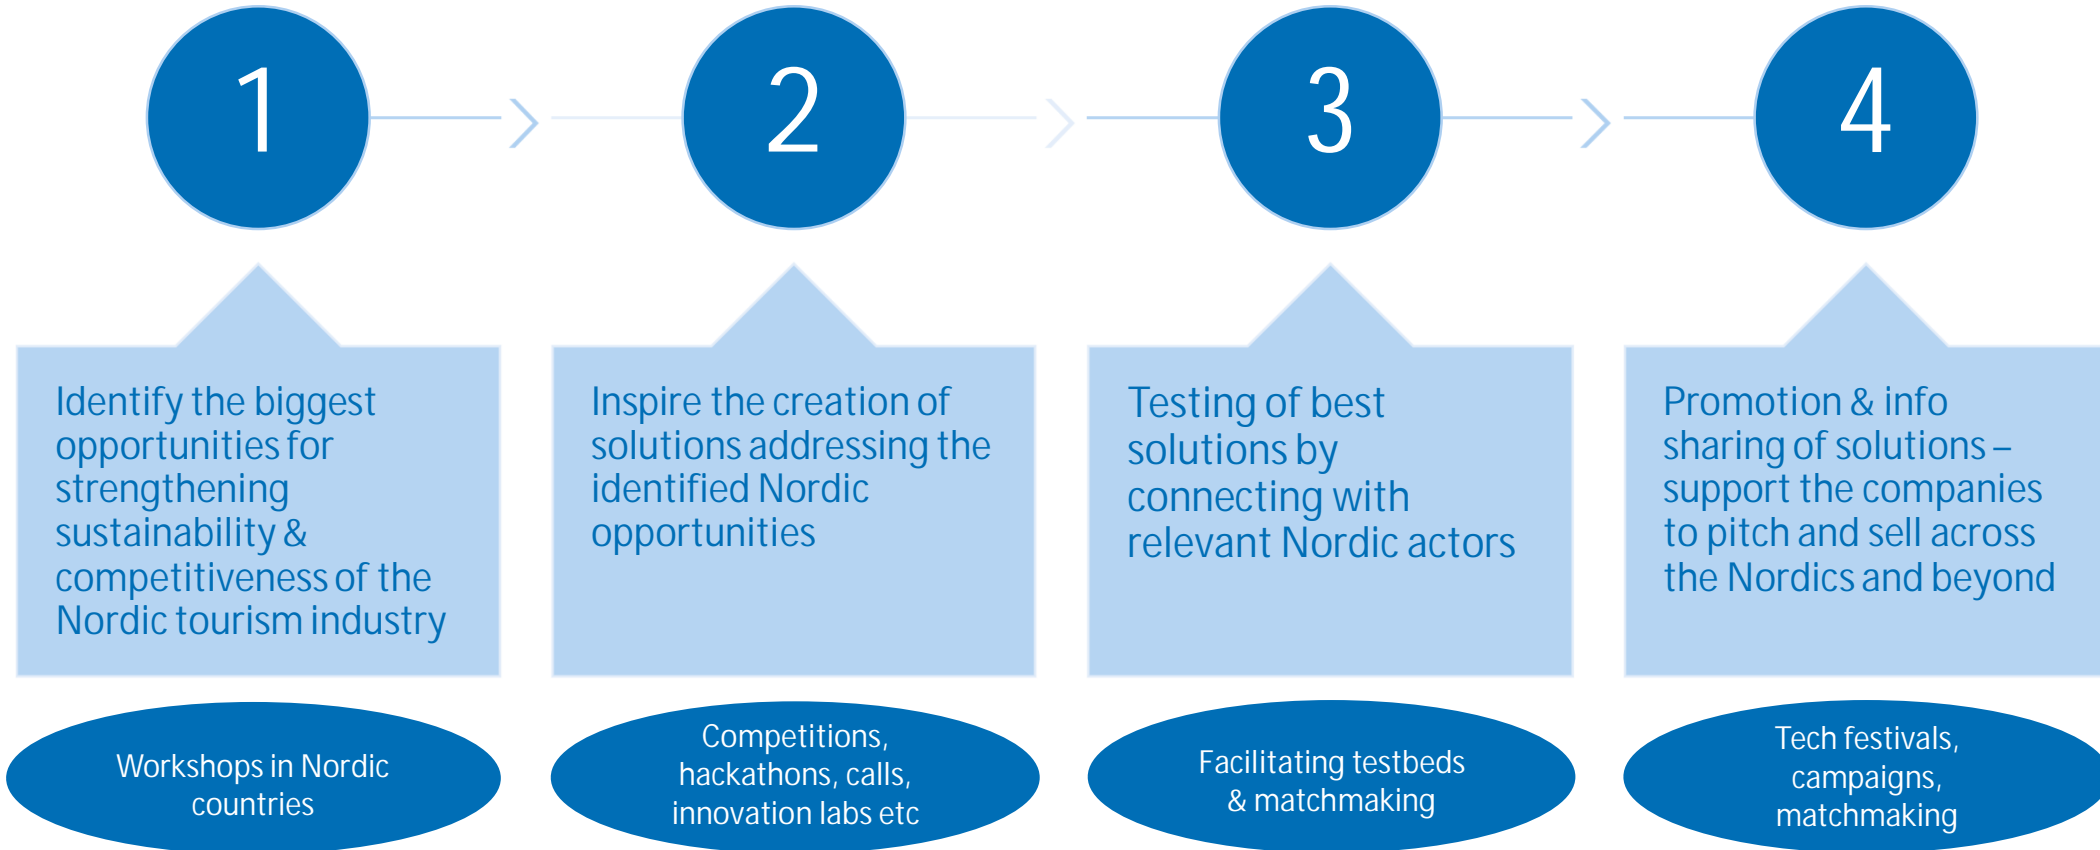 1
2
3
4
Identify the biggest
opportunities for
strengthening
sustainability &
competitiveness of the
Nordic tourism industry
Inspire the creation of
solutions addressing the
identified Nordic
opportunities
Testing of best
solutions by
connecting with
relevant Nordic actors
Promotion & info
sharing of solutions –
support the companies
to pitch and sell across
the Nordics and beyond
Workshops in Nordic
countries
Competitions,
hackathons, calls,
innovation labs etc
Facilitating testbeds
& matchmaking
Tech festivals,
campaigns,
matchmaking